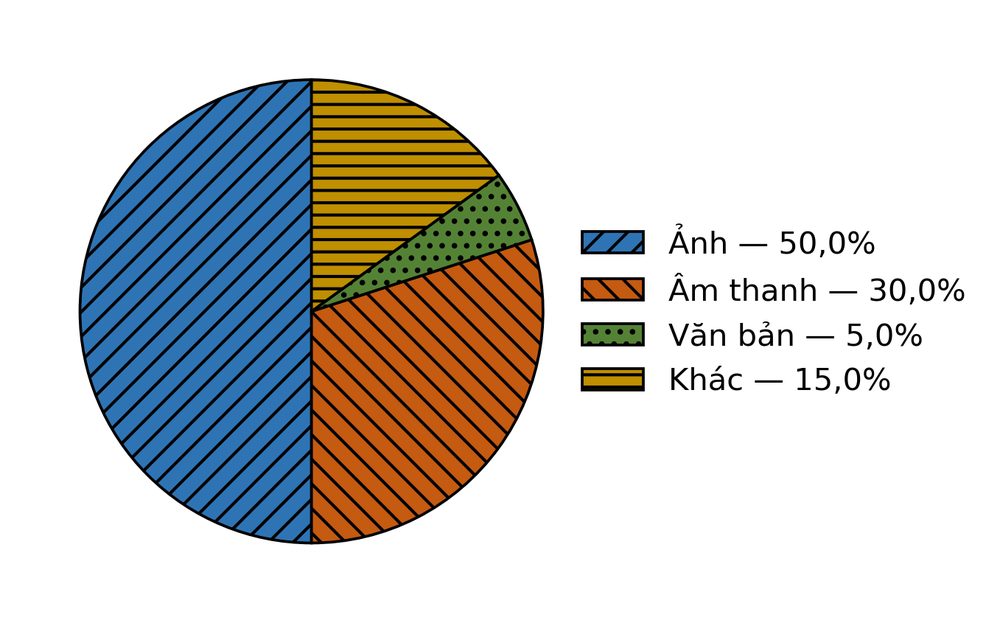 Ảnh — 50,0%
Âm thanh — 30,0%
Văn bản — 5,0%
Khác — 15,0%